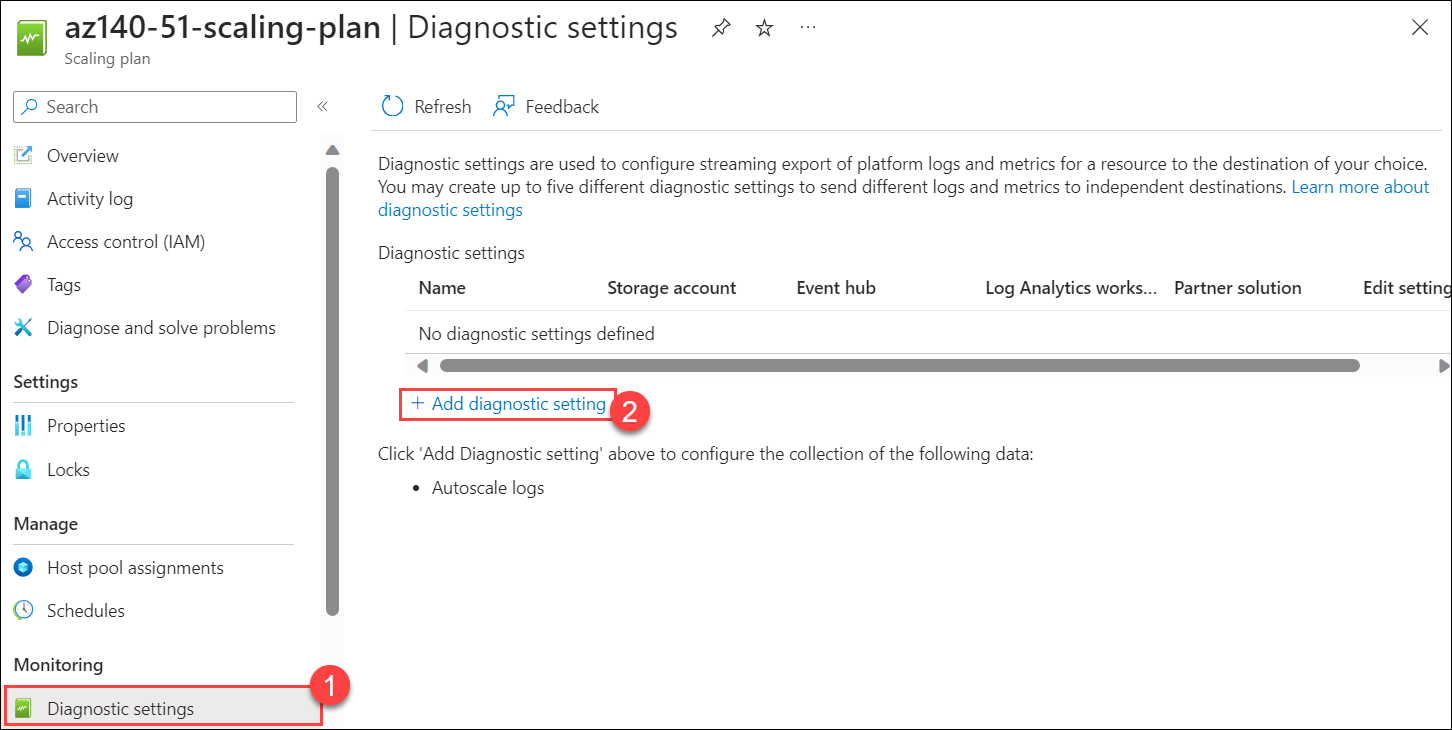 az140-51-scaling-plan | Diagnostic settings
Scaling plan
Search
Overview
Activity log
Access control (IAM)
Tags
Diagnose and solve problems
Settings
Properties
Locks
Manage
Host pool assignments
Schedules
Monitoring
Diagnostic settings
1
Refresh
Feedback
Diagnostic settings are used to configure streaming export of platform logs and metrics for a resource to the destination of your choice.
You may create up to five different diagnostic settings to send different logs and metrics to independent destinations. Learn more about
diagnostic settings
Diagnostic settings
Name Storage account Event hub Log Analytics works... Partner solution Edit setting
No diagnostic settings defined
+ Add diagnostic setting
2
Click 'Add Diagnostic setting' above to configure the collection of the following data:
• Autoscale logs